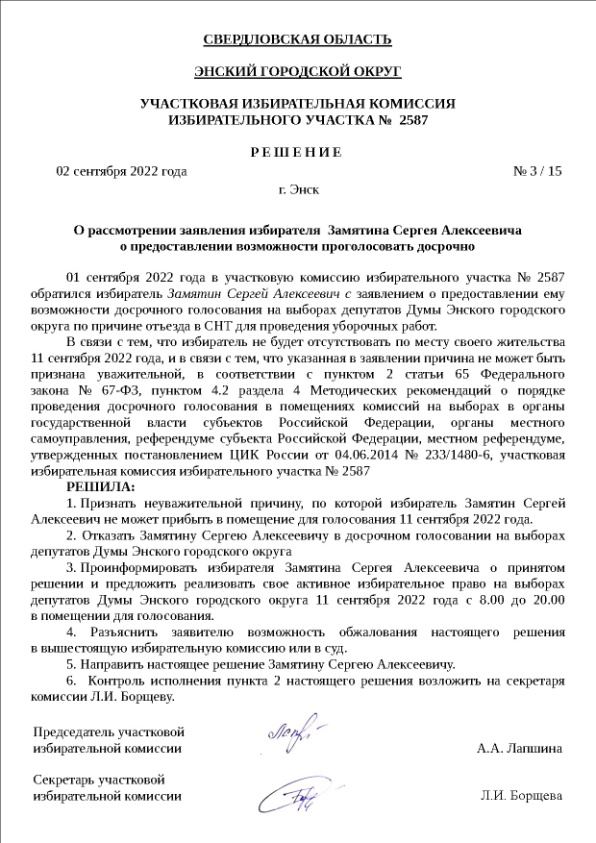 СВЕРДЛОВСКАЯ ОБЛАСТЬ
ЭНСКИЙ ГОРОДСКОЙ ОКРУГ
УЧАСТКОВАЯ ИЗБИРАТЕЛЬНАЯ КОМИССИЯ
ИЗБИРАТЕЛЬНОГО УЧАСТКА № 2587
Р Е Ш Е Н И Е
02 сентября 2022 года № 3 / 15
г. Энск
О рассмотрении заявления избирателя Замятина Сергея Алексеевича
о предоставлении возможности проголосовать досрочно
01 сентября 2022 года в участковую комиссию избирательного участка № 2587
обратился избиратель Замятин Сергей Алексеевич с заявлением о предоставлении ему
возможности досрочного голосования на выборах депутатов Думы Энского городского
округа по причине отъезда в СНТ для проведения уборочных работ.
В связи с тем, что избиратель не будет отсутствовать по месту своего жительства
11 сентября 2022 года, и в связи с тем, что указанная в заявлении причина не может быть
признана уважительной, в соответствии с пунктом 2 статьи 65 Федерального
закона № 67-ФЗ, пунктом 4.2 раздела 4 Методических рекомендаций о порядке
проведения досрочного голосования в помещениях комиссий на выборах в органы
государственной власти субъектов Российской Федерации, органы местного
самоуправления, референдуме субъекта Российской Федерации, местном референдуме,
утвержденных постановлением ЦИК России от 04.06.2014 № 233/1480-6, участковая
избирательная комиссия избирательного участка № 2587
РЕШИЛА:
1. Признать неуважительной причину, по которой избиратель Замятин Сергей
Алексеевич не может прибыть в помещение для голосования 11 сентября 2022 года.
2. Отказать Замятину Сергею Алексеевичу в досрочном голосовании на выборах
депутатов Думы Энского городского округа
3. Проинформировать избирателя Замятина Сергея Алексеевича о принятом
решении и предложить реализовать свое активное избирательное право на выборах
депутатов Думы Энского городского округа 11 сентября 2022 года с 8.00 до 20.00
в помещении для голосования.
4. Разъяснить заявителю возможность обжалования настоящего решения
в вышестоящую избирательную комиссию или в суд.
5. Направить настоящее решение Замятину Сергею Алексеевичу.
6. Контроль исполнения пункта 2 настоящего решения возложить на секретаря
комиссии Л.И. Борщеву.
Председатель участковой
избирательной комиссии А.А. Лапшина
Секретарь участковой
избирательной комиссии Л.И. Борщева